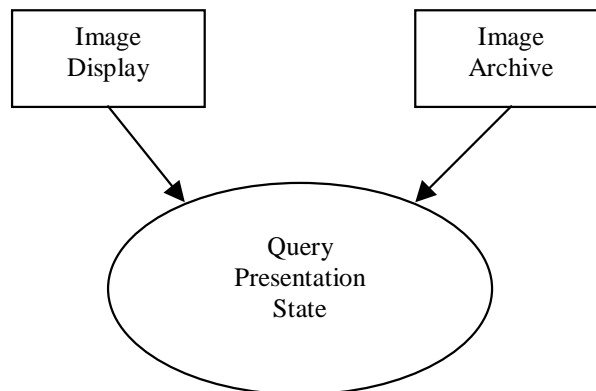 Image
Display
Image
Archive
Query
Presentation
State